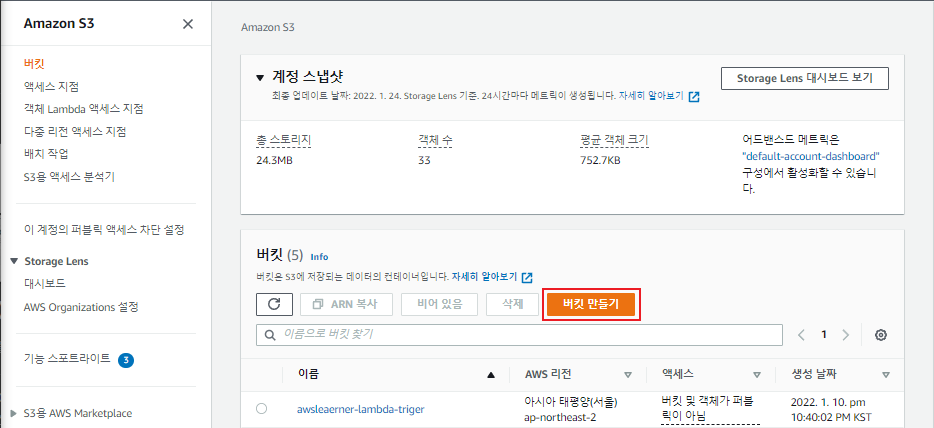 Amazon S3
버킷
액세스 지점
객체 Lambda 액세스 지점
다중 리전 액세스 지점
배치 작업
S3용 액세스 분석기
이 계정의 퍼블릭 액세스 차단 설정
Storage Lens
대시보드
AWS Organizations 설정
기능 스포트라이트 3
S3용 AWS Marketplace
Amazon S3
계정 스냅샷
최종 업데이트 날짜: 2022. 1. 24. Storage Lens 기준. 24시간마다 메트릭이 생성됩니다. 자세히 알아보기
Storage Lens 대시보드 보기
총 스토리지
24.3MB
객체 수
33
평균 객체 크기
752.7KB
어드밴스드 메트릭은
"default-account-dashboard"
구성에서 활성화할 수 있습니
다.
버킷 (5) Info
버킷은 S3에 저장되는 데이터의 컨테이너입니다. 자세히 알아보기
ARN 복사 비어 있음 삭제 버킷 만들기
이름으로 버킷 찾기
1
이름 AWS 리전 액세스 생성 날짜
awsleaerner-lambda-triger
아시아 태평양(서울)
ap-northeast-2
버킷 및 객체가 퍼블
릭이 아님
2022. 1. 10. pm
10:40:02 PM KST